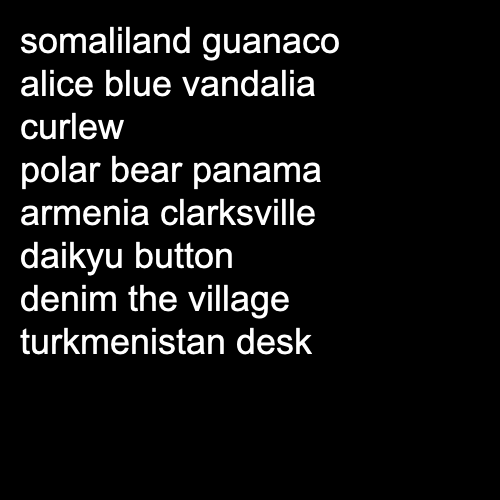 somaliland guanaco
alice blue vandalia
curlew
polar bear panama
armenia clarksville
daikyu button
denim the village
turkmenistan desk